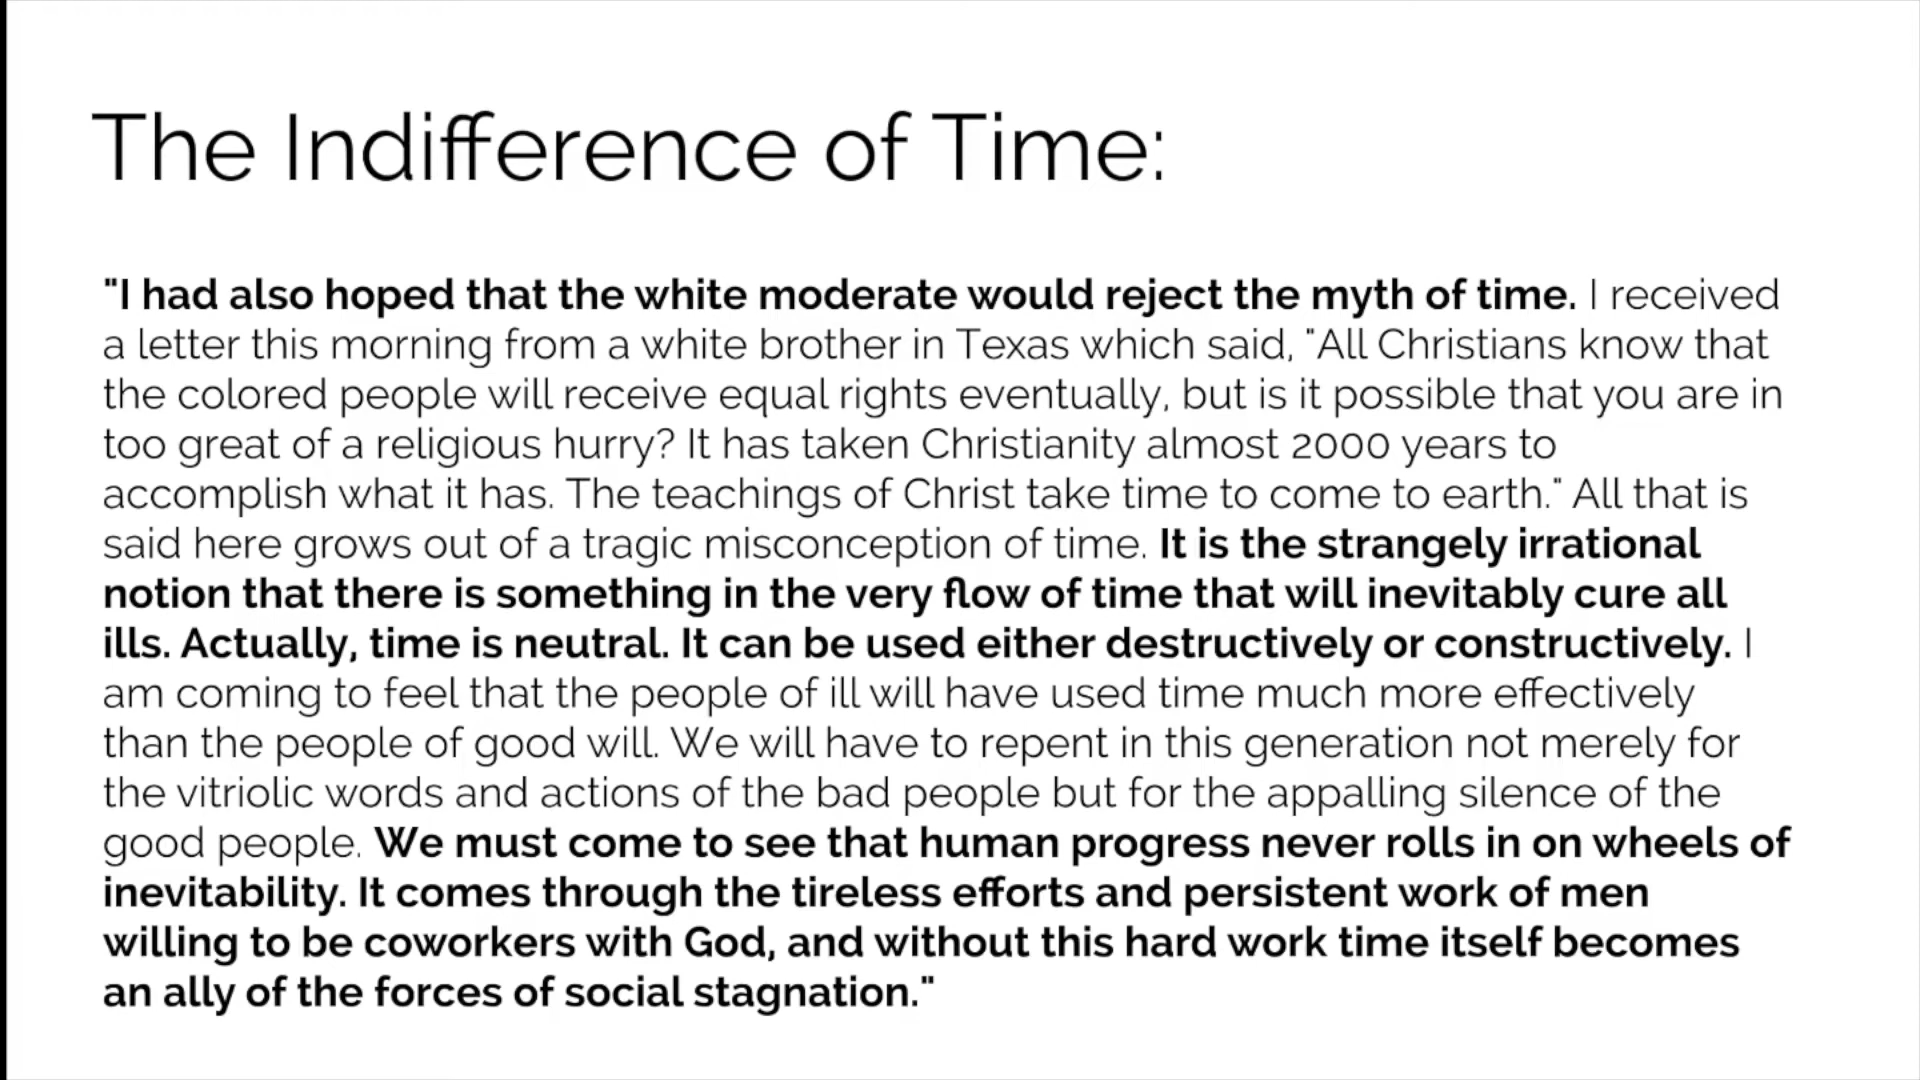 The Indifference of Time:
"I had also hoped that the white moderate would reject the myth of time. I received
a letter this morning from a white brother in Texas which said, "All Christians know that
the colored people will receive equal rights eventually, but is it possible that you are in
too great of a religious hurry? It has taken Christianity almost 2000 years to
accomplish what it has. The teachings of Christ take time to come to earth." All that is
said here grows out of a tragic misconception of time. It is the strangely irrational
notion that there is something in the very flow of time that will inevitably cure all
ills. Actually, time is neutral. It can be used either destructively or constructively. I
am coming to feel that the people of ill will have used time much more effectively
than the people of good will. We will have to repent in this generation not merely for
the vitriolic words and actions of the bad people but for the appalling silence of the
good people. We must come to see that human progress never rolls in on wheels of
inevitability. It comes through the tireless efforts and persistent work of men
willing to be coworkers with God, and without this hard work time itself becomes
an ally of the forces of social stagnation."